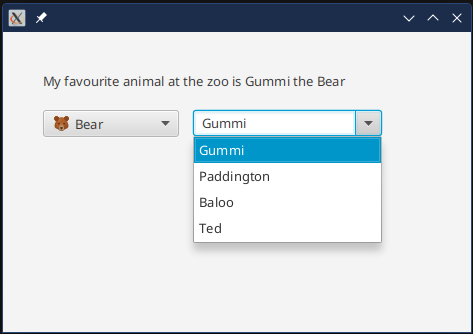 My favourite animal at the zoo is Gummi the Bear
Bear
Gummi
Gummi
Paddington
Baloo
Ted